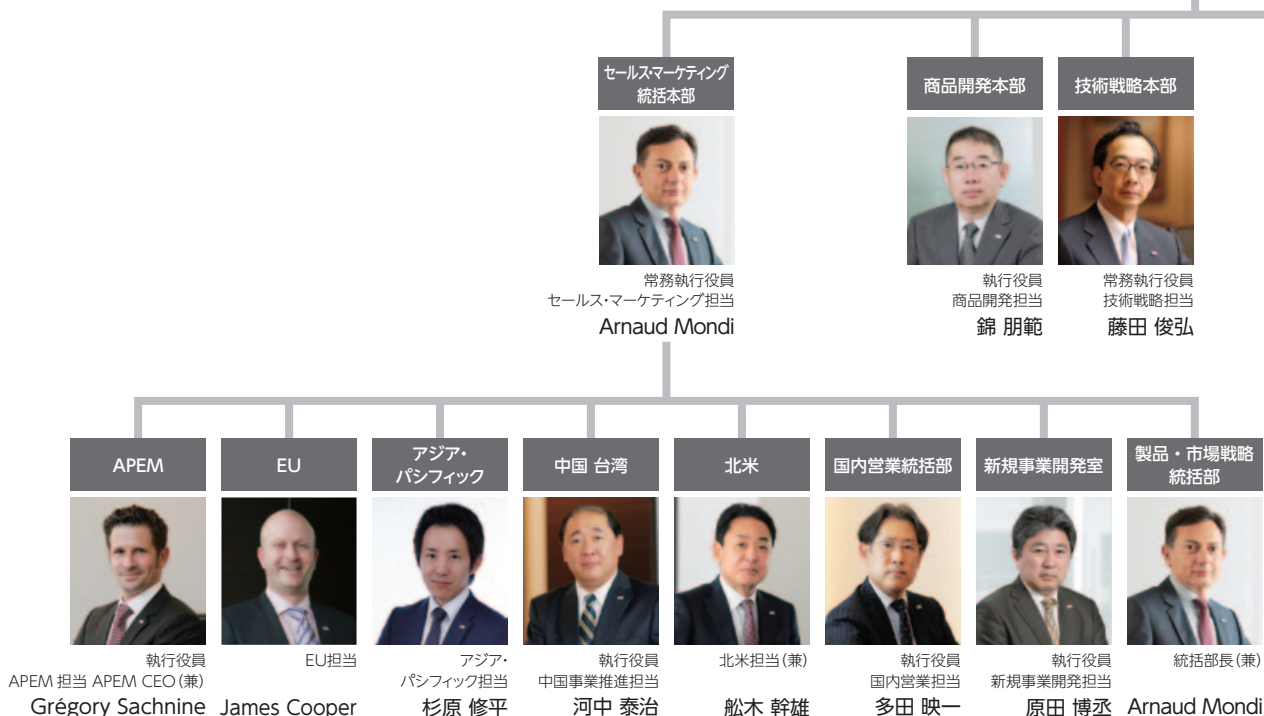 セールス・マーケティング
統括本部
商品開発本部
技術戦略本部
常務執行役員
セールス・マーケティング担当
Arnaud Mondi
執行役員
商品開発担当
錦 朋範
常務執行役員
技術戦略担当
藤田 俊弘
APEM
EU
アジア・
パシフィック
中国 台湾
北米
国内営業統括部
新規事業開発室
製品・市場戦略
統括部
執行役員
APEM 担当 APEM CEO（兼）
Grégory Sachnine
EU担当
James Cooper
アジア・
パシフィック担当
杉原 修平
執行役員
中国事業推進担当
河中 泰治
北米担当（兼）
舩木 幹雄
執行役員
国内営業担当
多田 映一
執行役員
新規事業開発担当
原田 博丞
統括部長（兼）
Arnaud Mondi